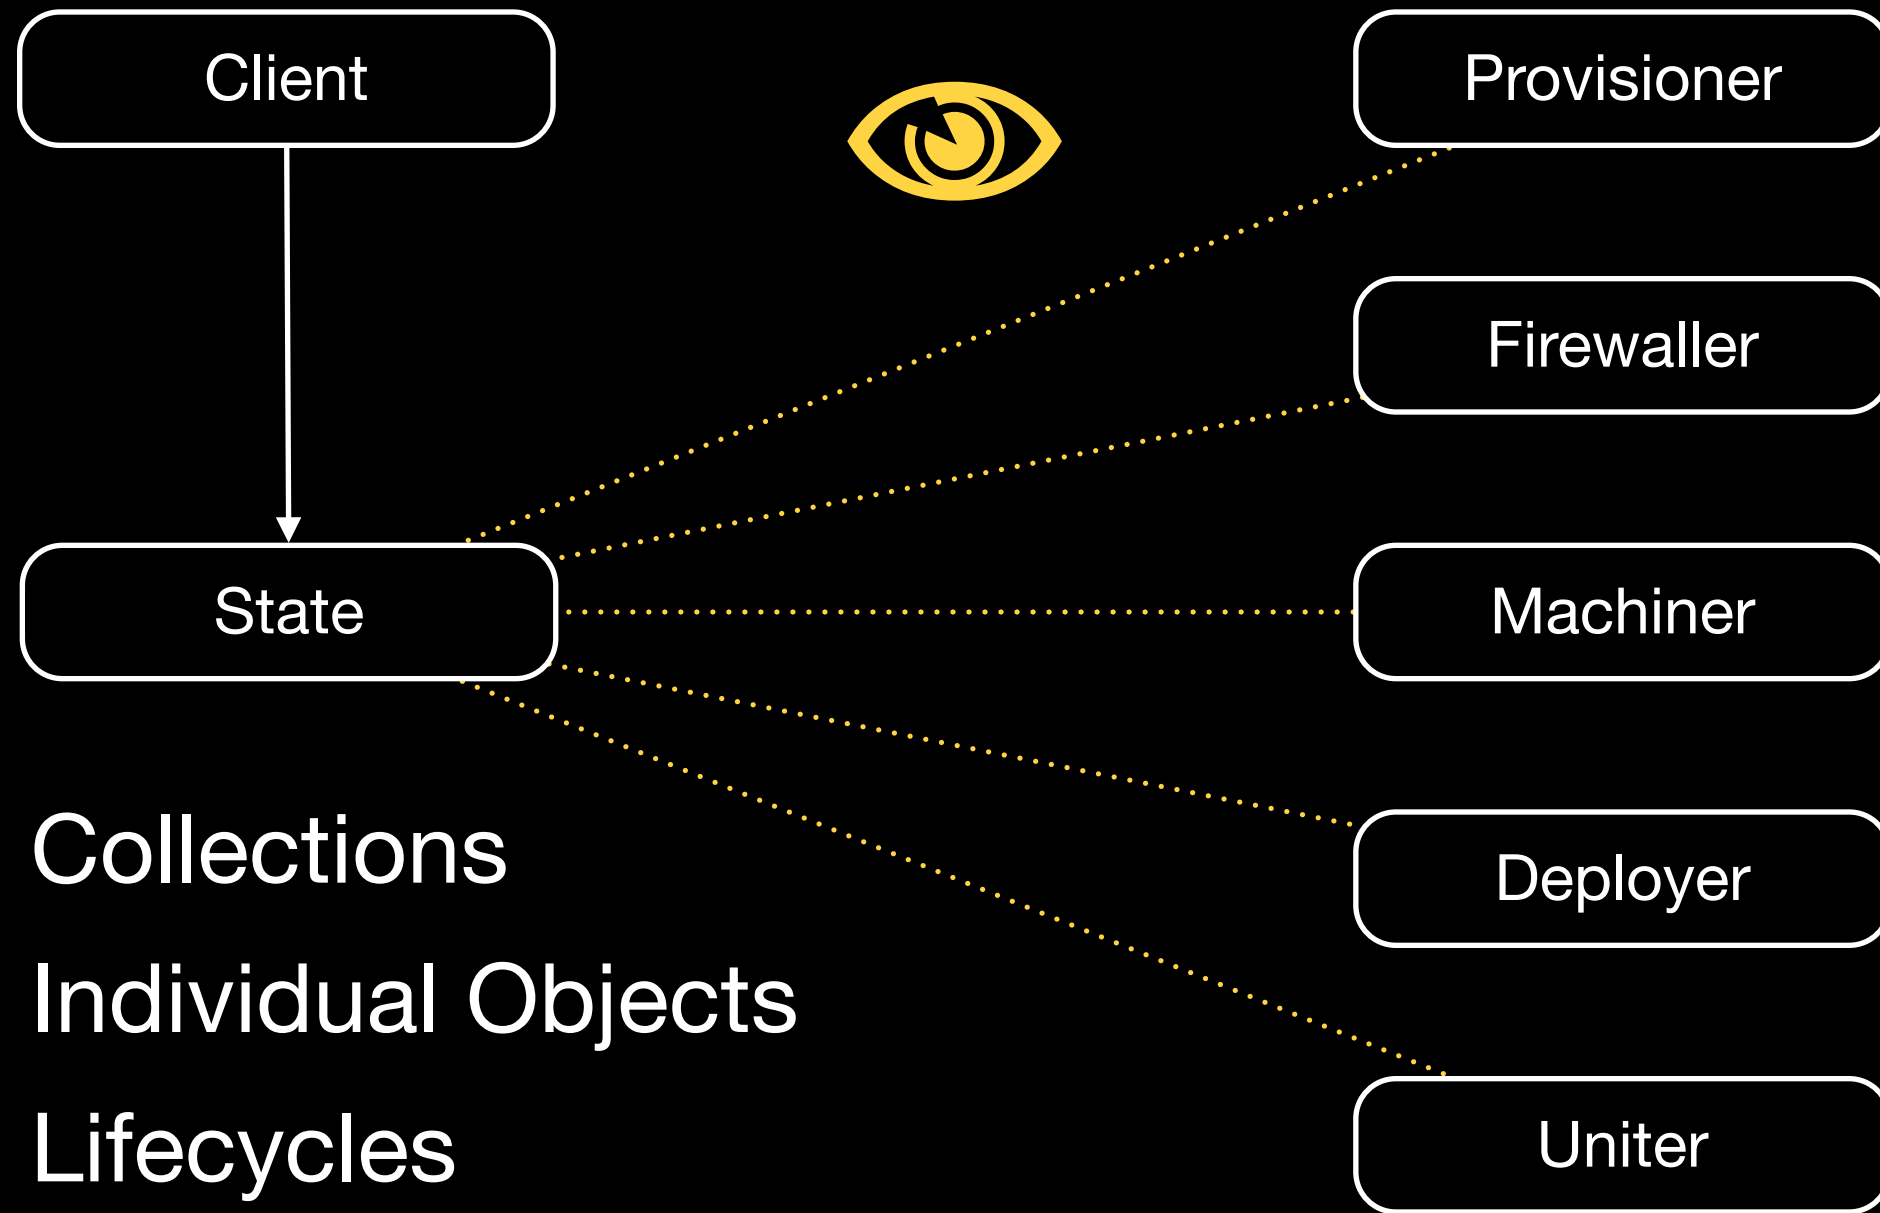 Client
Provisioner
Firewaller
State
Machiner
Collections
Deployer
Individual Objects
Lifecycles
Uniter